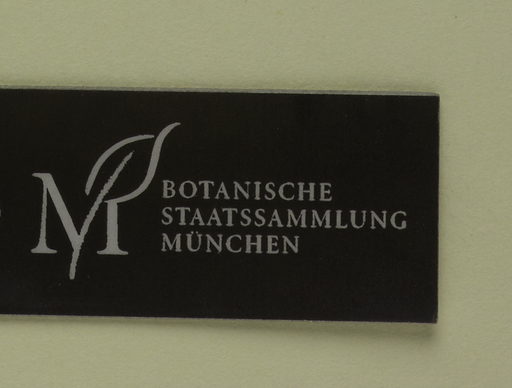 M
BOTANISCHE
STAATSSAMMLUNG
MÜNCHEN